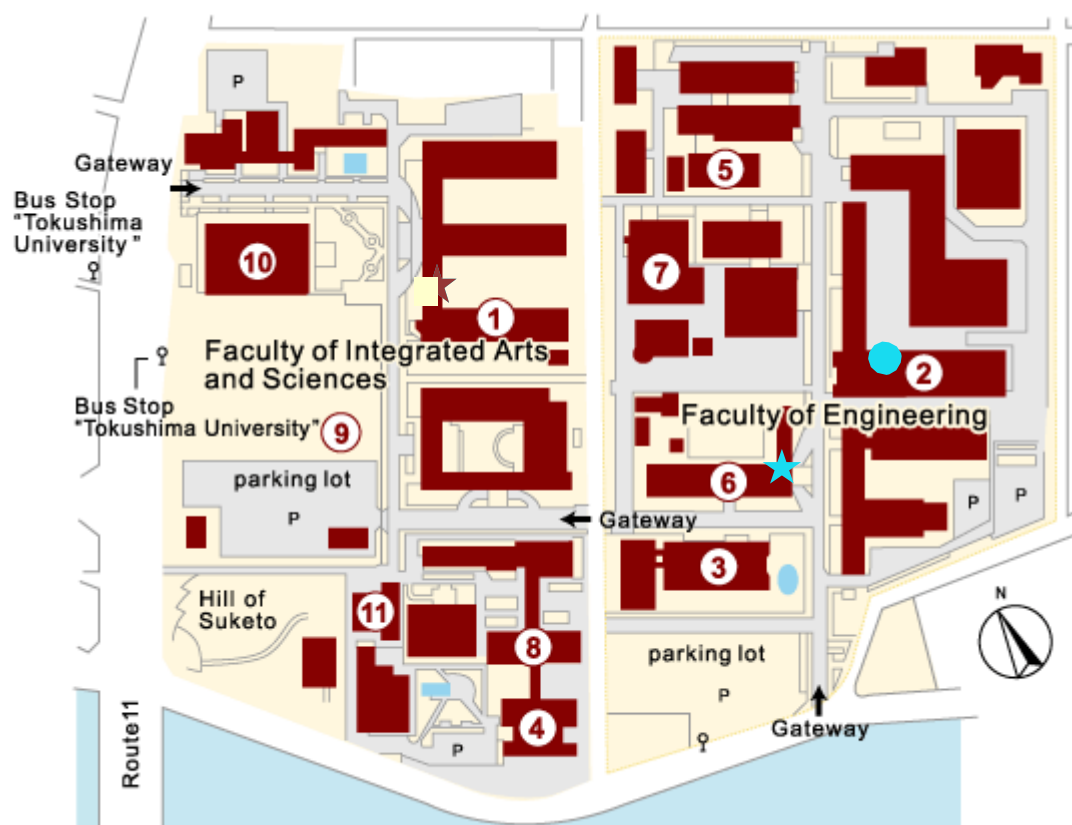 P
Gateway
Bus Stop
"Tokushima
University"
5
10
7
1
Faculty of Integrated Arts
and Sciences
2
Bus Stop
"Tokushima University"
9
Faculty of Engineering
parking lot
P
6
P
P
Gateway
3
Hill of
Suketo
11
8
parking lot
P
N
4
P
Gateway
Route11